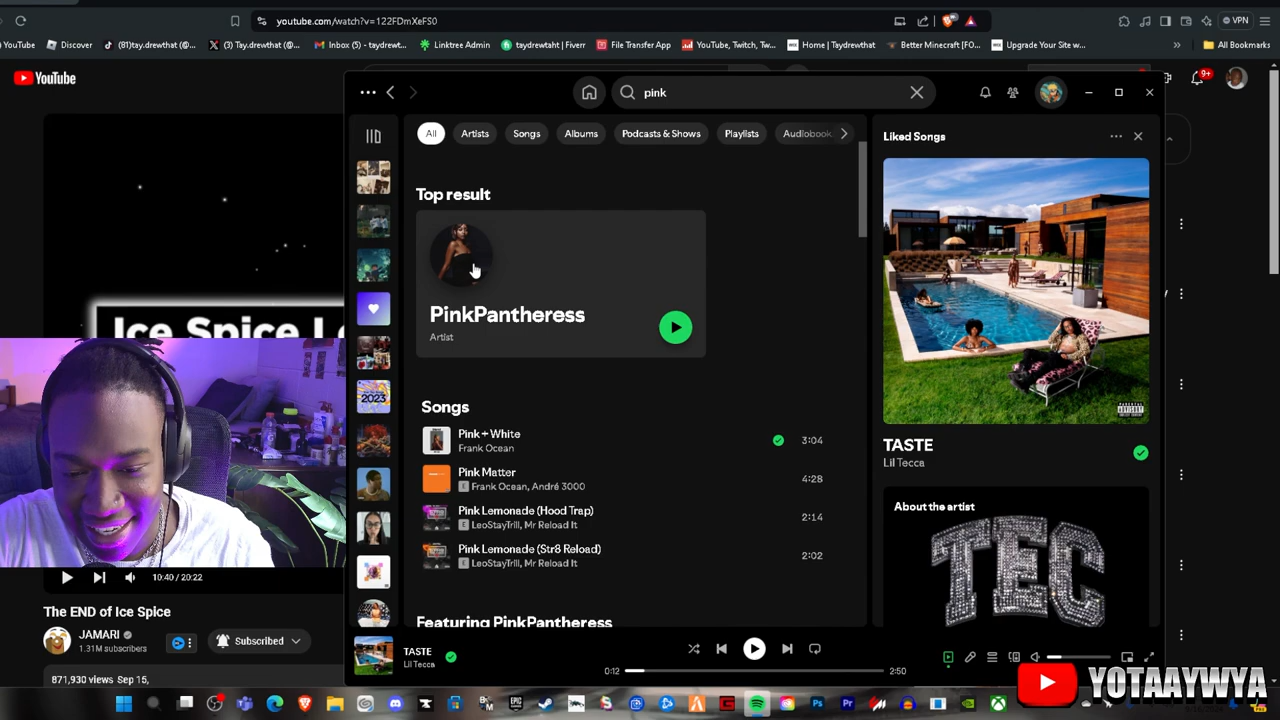 youtube.com/watch?v=122FDmXeFS0
VPN
YouTube
Discover
(81)tay.drewthat (@...
(3) Tay.drewthat (@...
Inbox (5) - taydrewt...
Linktree Admin
taydrewtaht | Fiverr
File Transfer App
YouTube, Twitch, Tw...
Home | Taydrewthat
Better Minecraft [FO...
Upgrade Your Site w...
All Bookmarks
YouTube
9+
pink
All
Artists
Songs
Albums
Podcasts & Shows
Playlists
Audiobook
Liked Songs
Top result
PinkPantheress
Artist
Songs
Pink + White
Frank Ocean
3:04
Pink Matter
E Frank Ocean, André 3000
4:28
Pink Lemonade (Hood Trap)
E LeoStayTrill, Mr Reload It
2:14
Pink Lemonade (Str8 Reload)
E LeoStayTrill, Mr Reload It
2:02
Featuring PinkPantheress
2023
PARENTAL
ADVISORY
TASTE
Lil Tecca
About the artist
TEC
Ice Spice L
10:40 / 20:22
The END of Ice Spice
JAMARI
1.31M subscribers
Subscribed
871,930 views Sep 15,
TASTE
Lil Tecca
0:12
2:50
YOTAAYWYA